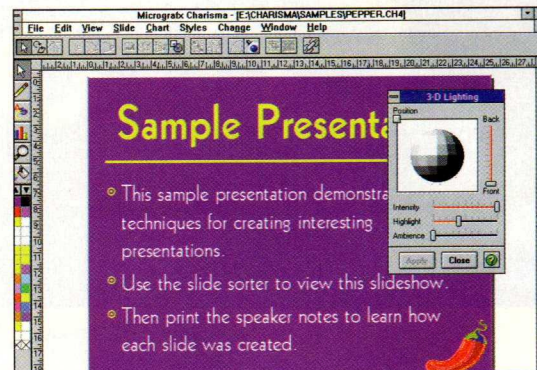 Micrografx Charisma - [E:\CHARISMA\SAMPLES\PEPPER.CH4]
File Edit View Slide Chart Styles Change Window Help
Sample Presenta
3-D Lighting
Position
Back
Front
Intensity
Highlight
Ambience
Apply Close
This sample presentation demonstra
techniques for creating interesting
presentations.
Use the slide sorter to view this slideshow.
Then print the speaker notes to learn how
each slide was created.